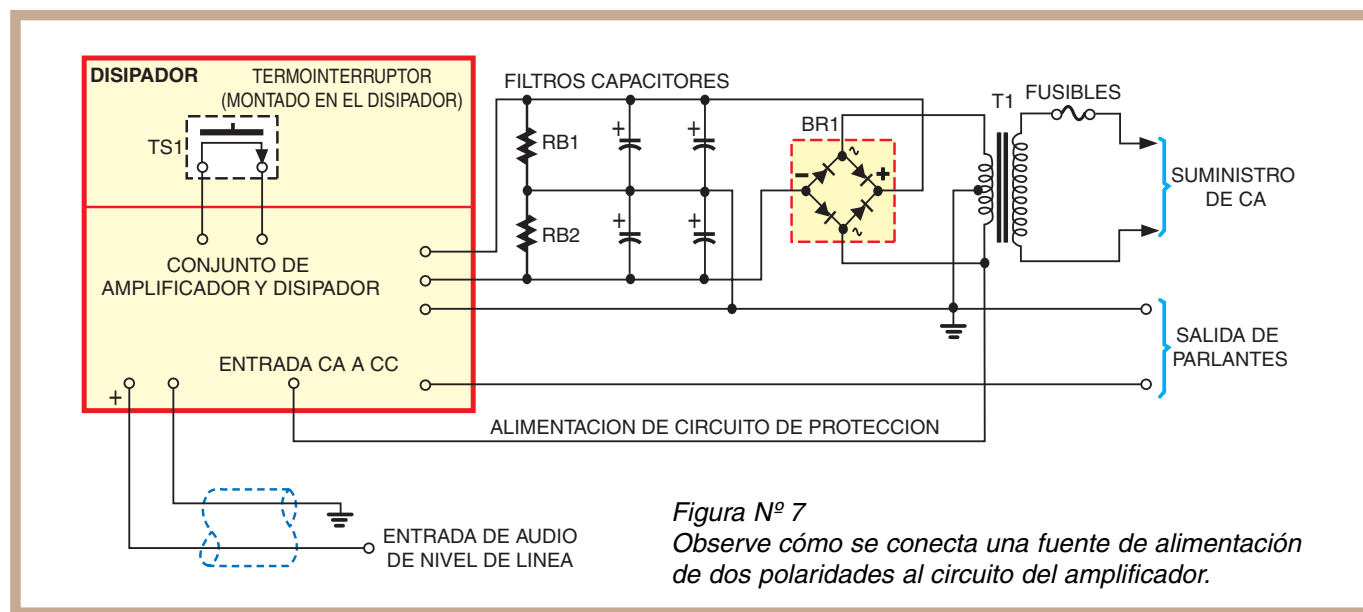 DISIPADOR
TERMOINTERRUPTOR
(MONTADO EN EL DISIPADOR)
TS1
FILTROS CAPACITORES
RB1
RB2
+
+
+
+
BR1
~
-
+
~
T1
FUSIBLES
SUMINISTRO
DE CA
CONJUNTO DE
AMPLIFICADOR Y DISIPADOR
ENTRADA CA A CC
+
SALIDA DE
PARLANTES
ALIMENTACION DE CIRCUITO DE PROTECCION
ENTRADA DE AUDIO
DE NIVEL DE LINEA
Figura Nº 7
Observe cómo se conecta una fuente de alimentación
de dos polaridades al circuito del amplificador.